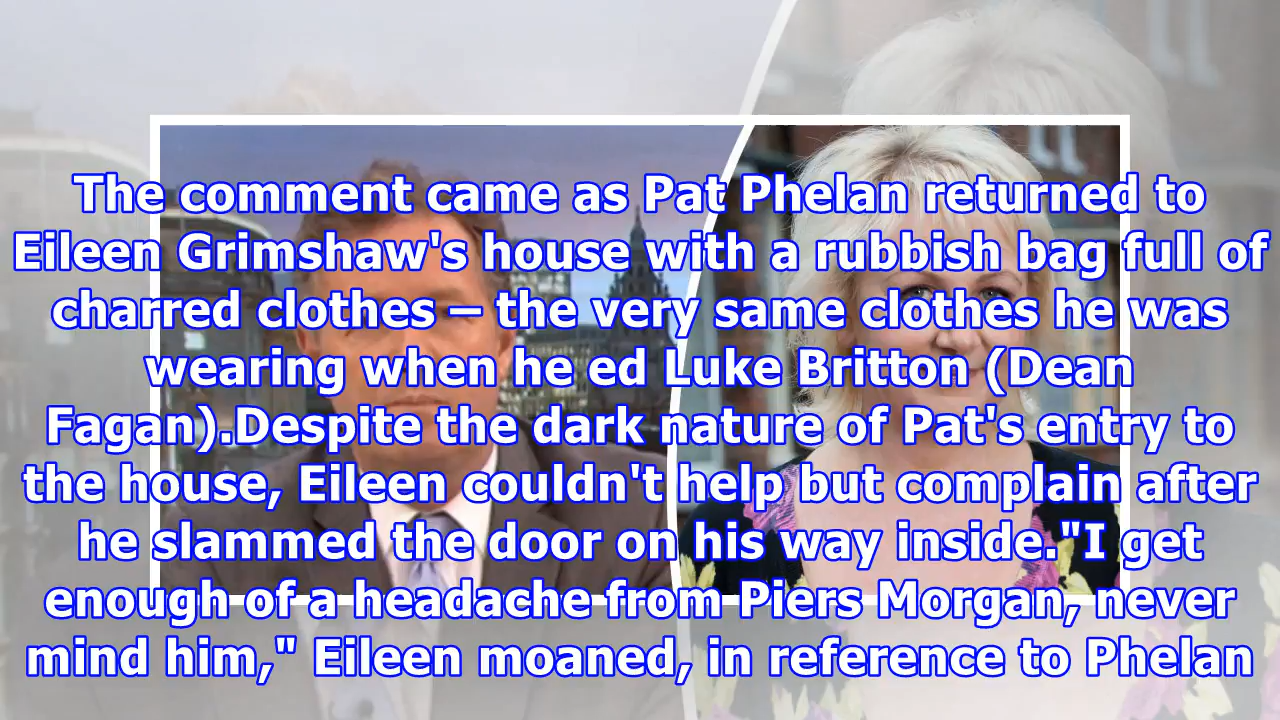 The comment came as Pat Phelan returned to
Eileen Grimshaw's house with a rubbish bag full of
charred clothes – the very same clothes he was
wearing when he ed Luke Britton (Dean
Fagan).Despite the dark nature of Pat's entry to
the house, Eileen couldn't help but complain after
he slammed the door on his way inside."I get
enough of a headache from Piers Morgan, never
mind him," Eileen moaned, in reference to Phelan